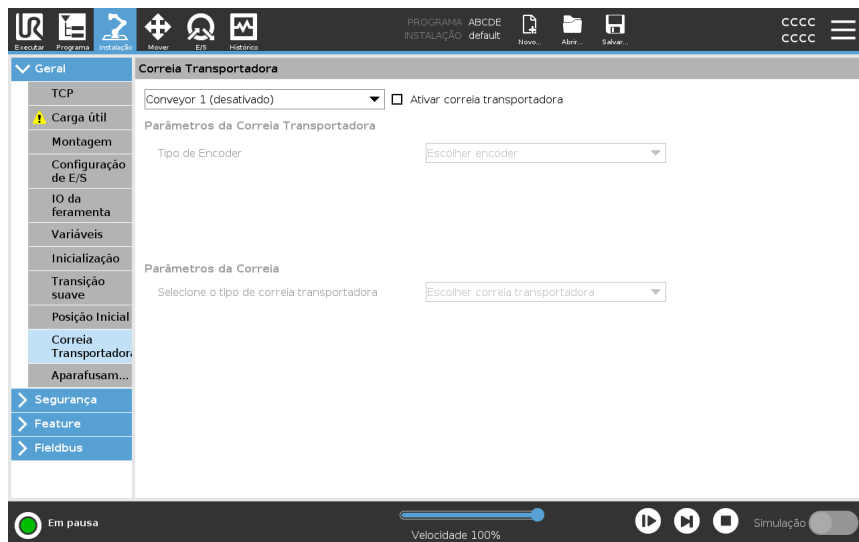 UR
PROGRAMA ABCDE
INSTALAÇÃO default
CCCC
CCCC
Executar Programa Instalação Mover E/S Histórico Novo... Abrir... Salvar...
Geral
Correia Transportadora
TCP
Carga útil
Montagem
Configuração
de E/S
IO da
feramenta
Variáveis
Inicialização
Transição
suave
Posição Inicial
Correia
Transportadora
Aparafusam...
Segurança
Feature
Fieldbus
Conveyor 1 (desativado) Ativar correia transportadora
Parâmetros da Correia Transportadora
Tipo de Encoder Escolher encoder
Parâmetros da Correia
Selecione o tipo de correia transportadora Escolher correia transportadora
Em pausa
Velocidade 100%
Simulação